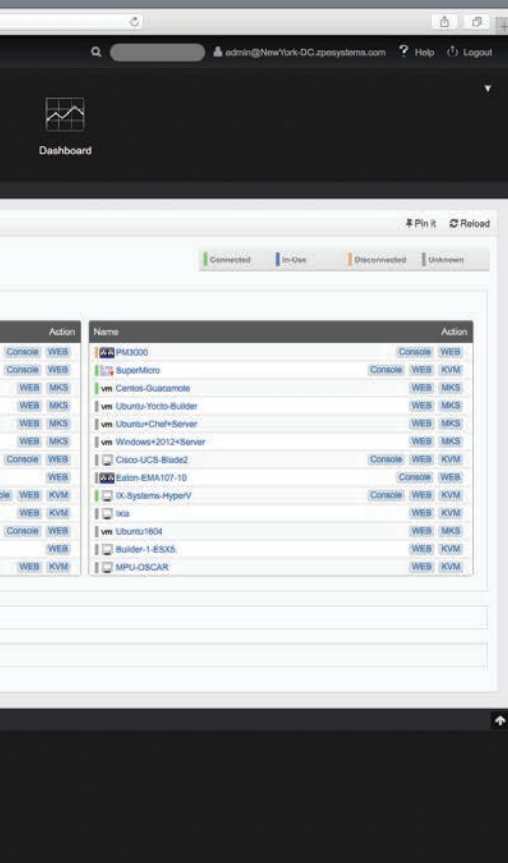 admin@NewYork-DC.zpesystems.com ? Help Logout
Dashboard
Pin it Reload
Connected In-Use Disconnected Unknown
Action Name Action
Console WEB PM3000 Console WEB
Console WEB SuperMicro Console WEB KVM
WEB MKS vm Centos-Guacamole WEB MKS
WEB MKS vm Ubuntu-Yocto-Builder WEB MKS
WEB MKS vm Ubuntu+Chef+Server WEB MKS
WEB MKS vm Windows+2012+Server WEB MKS
Console WEB Cisco-UCS-Blade2 Console WEB KVM
WEB Eaton-EMA107-10 Console WEB
ole WEB KVM IX-Systems-HyperV Console WEB KVM
WEB KVM Ixia WEB KVM
Console WEB vm Ubuntu1604 WEB MKS
WEB Builder-1-ESX5. WEB KVM
WEB KVM MPU-OSCAR WEB KVM